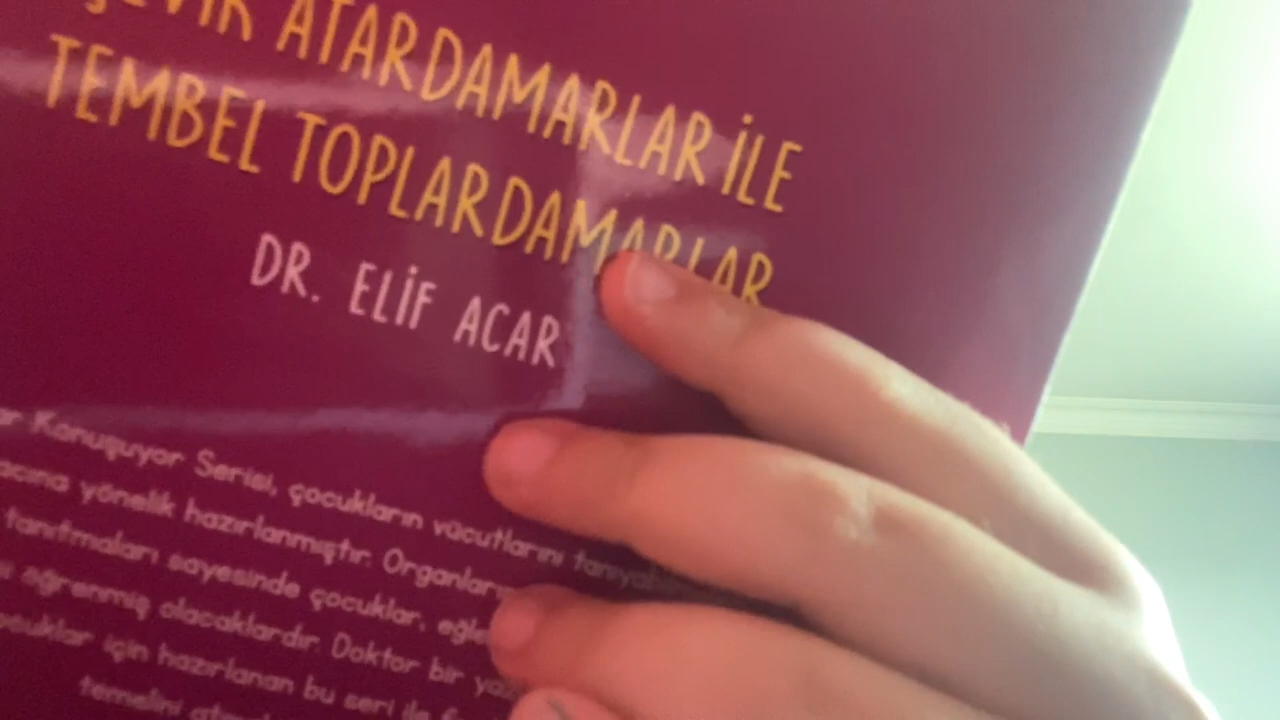 ÇEVİK ATARDAMARLAR İLE
TEMBEL TOPLARDAMARLAR
DR. ELİF ACAR
Konuşuyor Serisi, çocukların vücutlarını
yönelik hazırlanmıştır. Organların
tanıtmaları sayesinde çocuklar,
öğrenmiş olacaklardır. Doktor bir
için hazırlanan bu seri ile
temelini